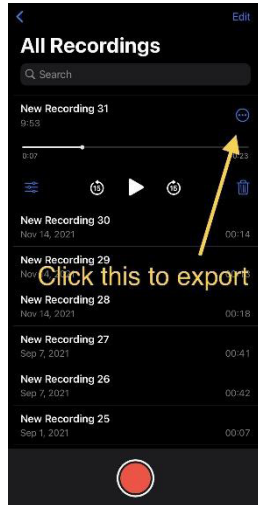 Edit
All Recordings
Search
New Recording 31
9:53
0:07 0:23
15 15
New Recording 30
Nov 14, 2021 00:14
New Recording 29
Click this to export
New Recording 28
Nov 14, 2021 00:18
New Recording 27
Sep 7, 2021 00:41
New Recording 26
Sep 7, 2021 00:42
New Recording 25
Sep 1, 2021 00:07